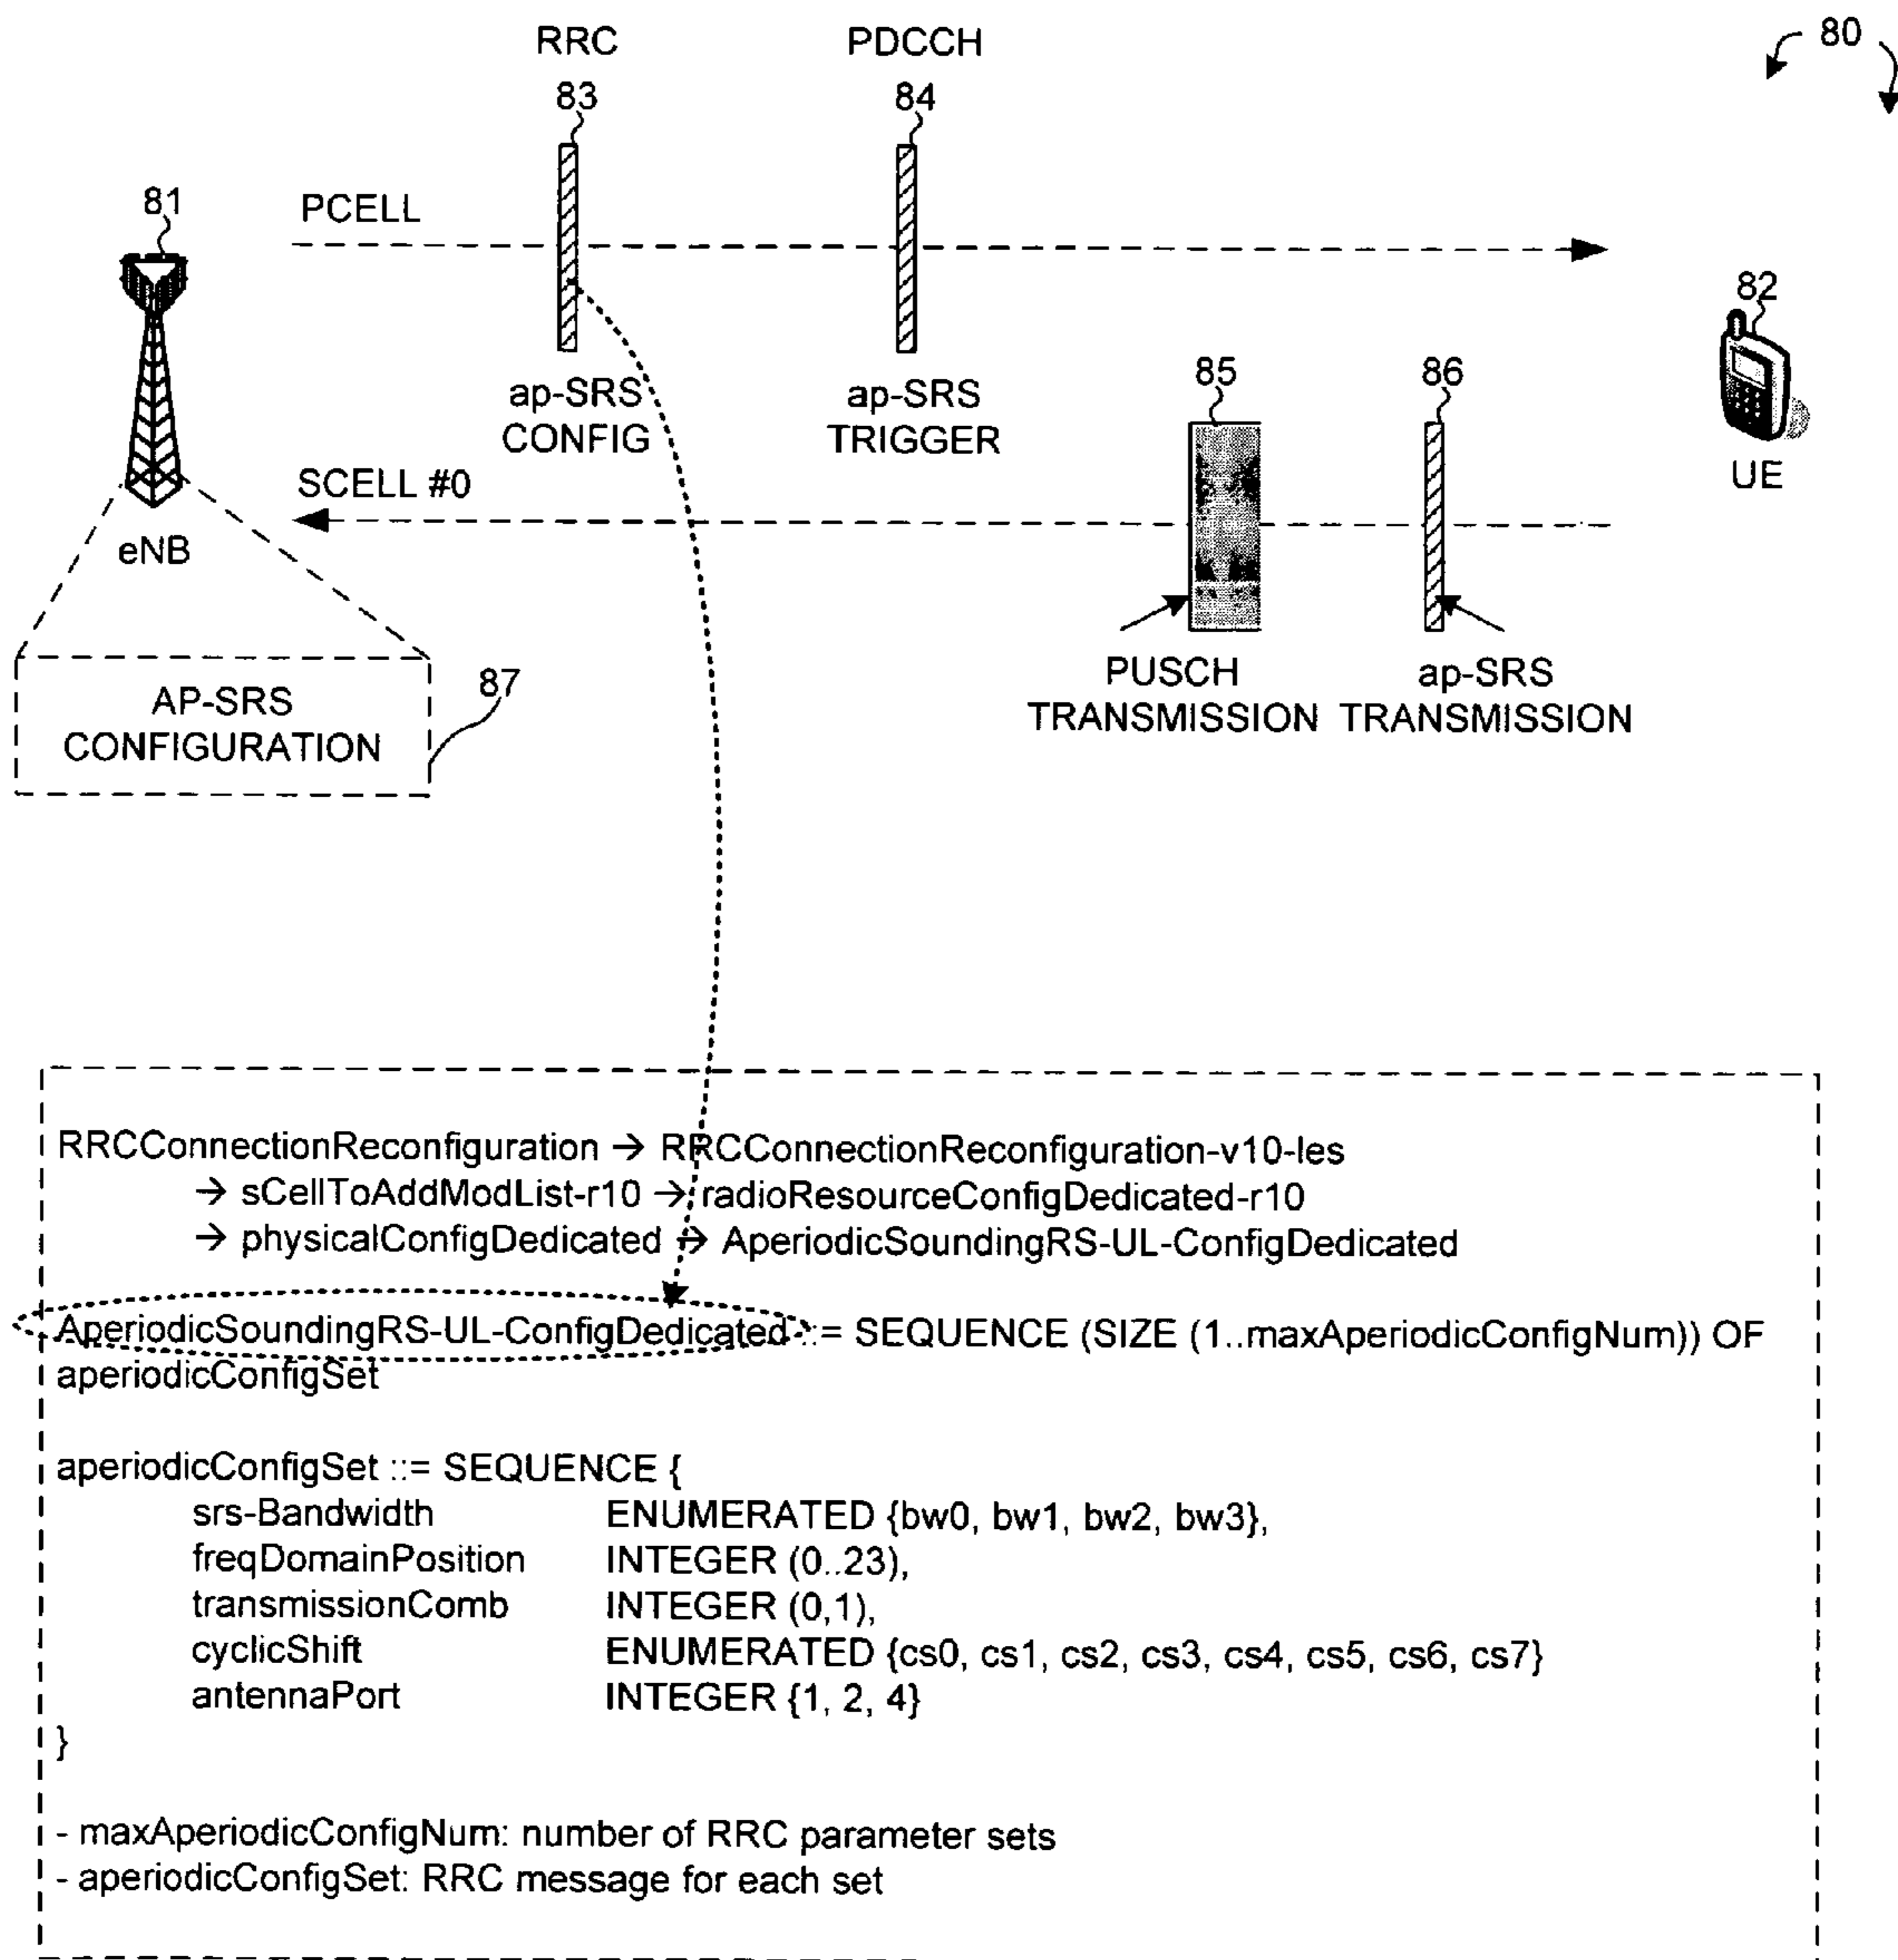 RRC PDCCH 80
83 84
81 PCELL
82
ap-SRS CONFIG
ap-SRS TRIGGER
85 86
SCELL #0
UE
eNB
AP-SRS
CONFIGURATION
87
PUSCH
TRANSMISSION
ap-SRS
TRANSMISSION
RRCConnectionReconfiguration → RRCConnectionReconfiguration-v10-Ies
→ sCellToAddModList-r10 → radioResourceConfigDedicated-r10
→ physicalConfigDedicated → AperiodicSoundingRS-UL-ConfigDedicated
AperiodicSoundingRS-UL-ConfigDedicated ::= SEQUENCE (SIZE (1..maxAperiodicConfigNum)) OF
aperiodicConfigSet
aperiodicConfigSet ::= SEQUENCE {
srs-Bandwidth ENUMERATED {bw0, bw1, bw2, bw3},
freqDomainPosition INTEGER (0..23),
transmissionComb INTEGER (0,1),
cyclicShift ENUMERATED {cs0, cs1, cs2, cs3, cs4, cs5, cs6, cs7}
antennaPort INTEGER {1, 2, 4}
}
- maxAperiodicConfigNum: number of RRC parameter sets
- aperiodicConfigSet: RRC message for each set